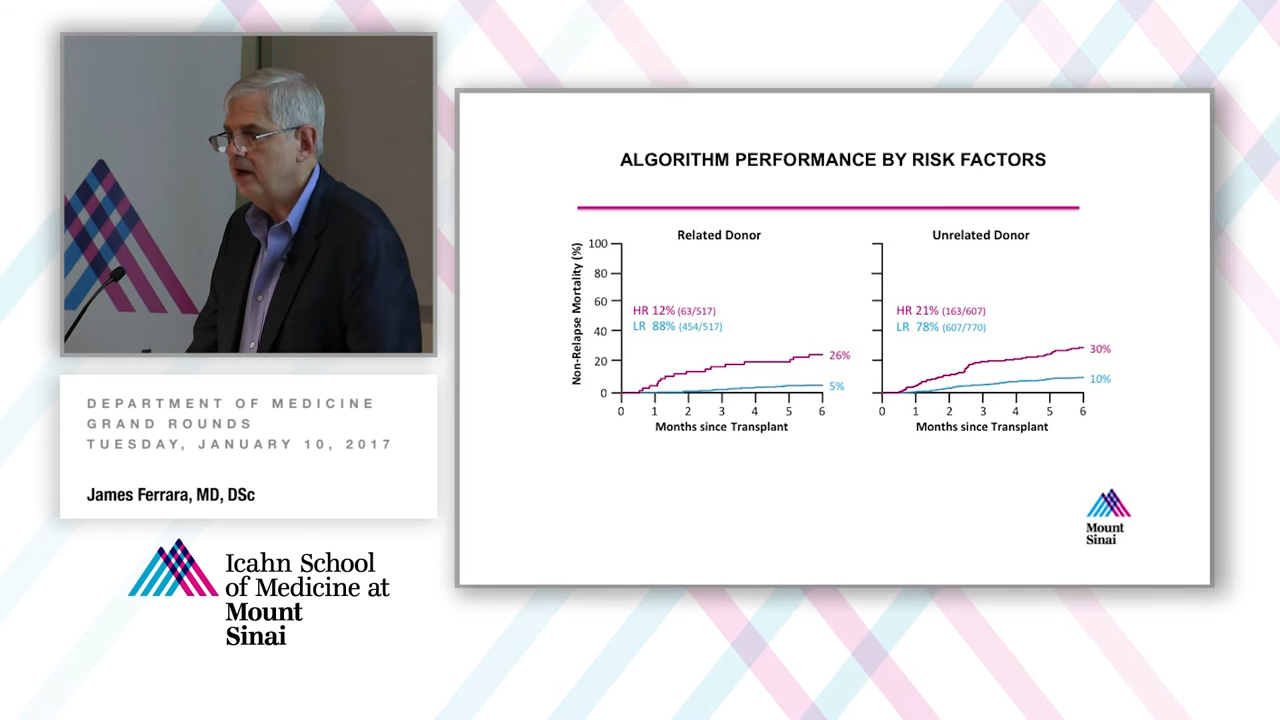 DEPARTMENT OF MEDICINE
GRAND ROUNDS
TUESDAY, JANUARY 10, 2017
James Ferrara, MD, DSc
Icahn School
of Medicine at
Mount
Sinai
ALGORITHM PERFORMANCE BY RISK FACTORS
Related Donor
Non-Relapse Mortality (%)
100
80
60
40
20
0
HR 12% (63/517)
LR 88% (454/517)
26%
5%
0 1 2 3 4 5 6
Months since Transplant
Unrelated Donor
HR 21% (163/607)
LR 78% (607/770)
30%
10%
0 1 2 3 4 5 6
Months since Transplant
Mount
Sinai